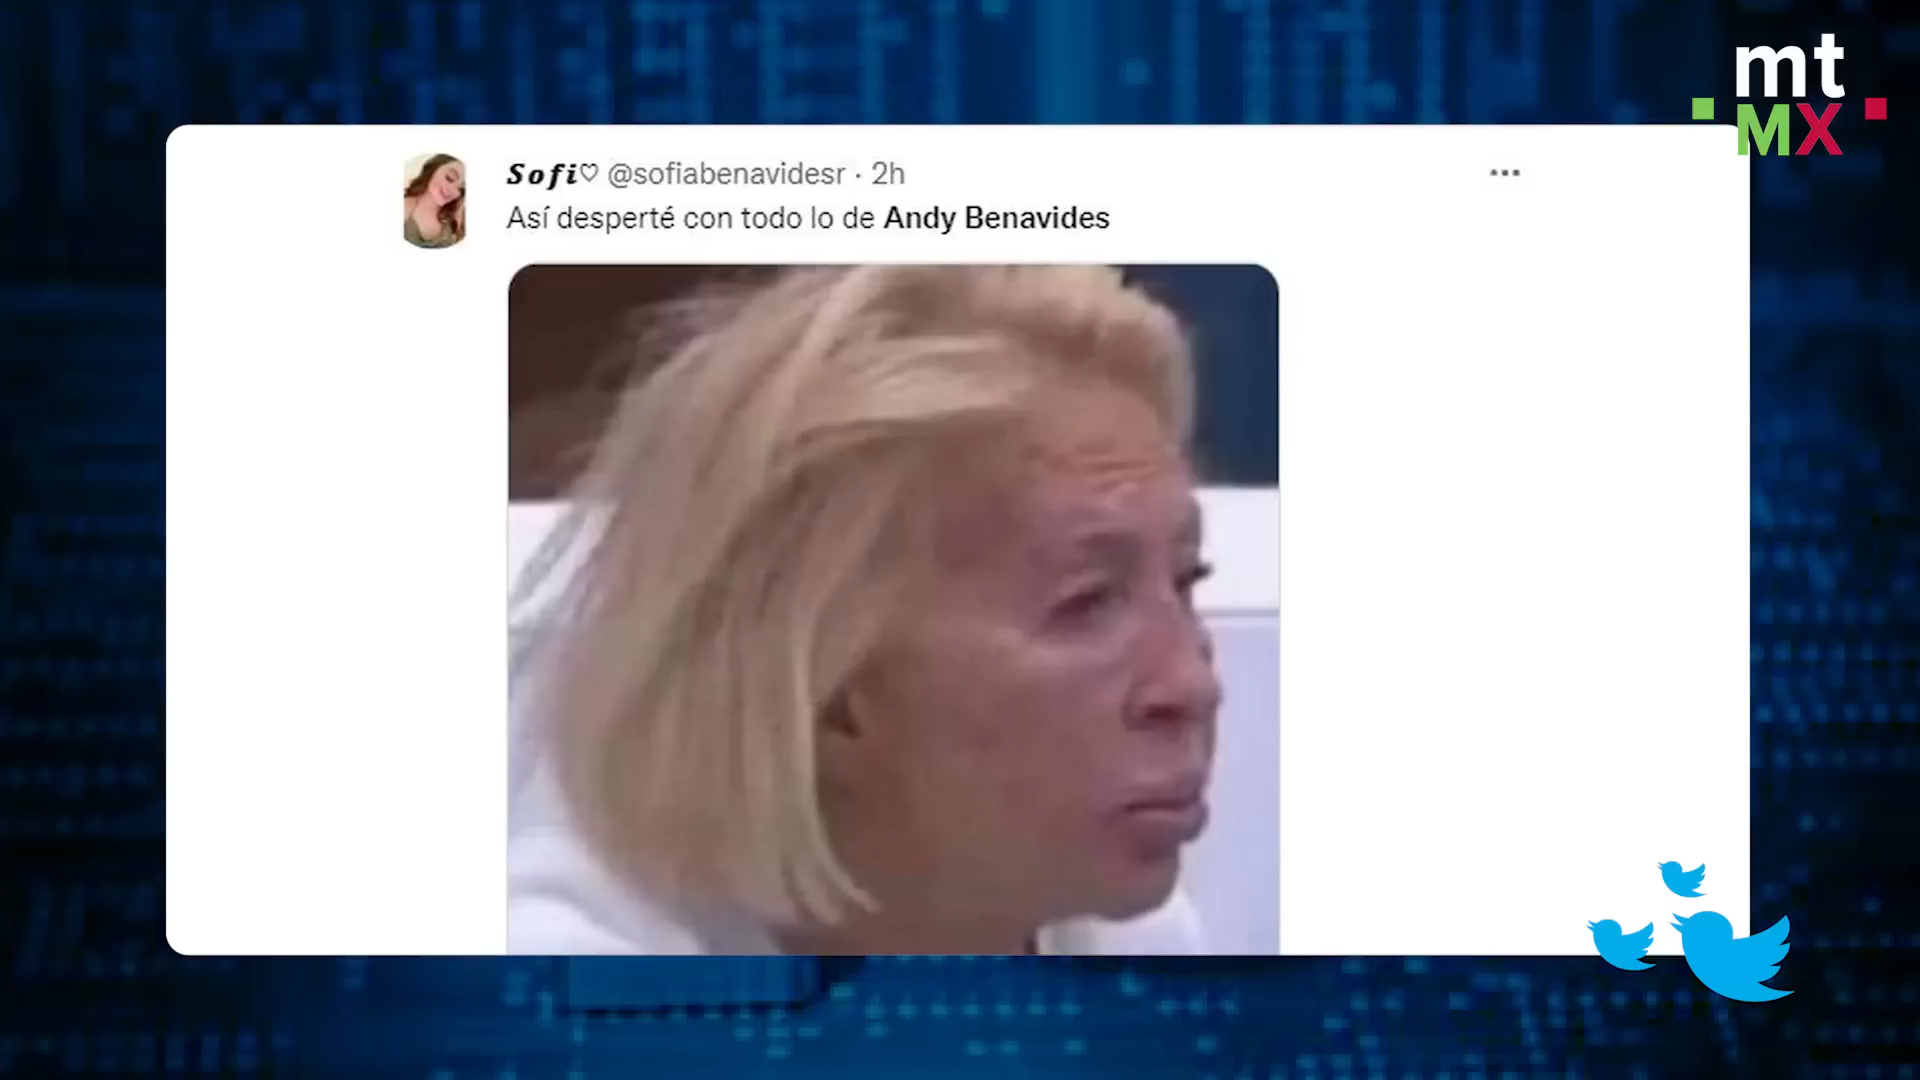 mt
MX
Sofi♡ @sofiabenavidesr · 2h
Así desperté con todo lo de Andy Benavides